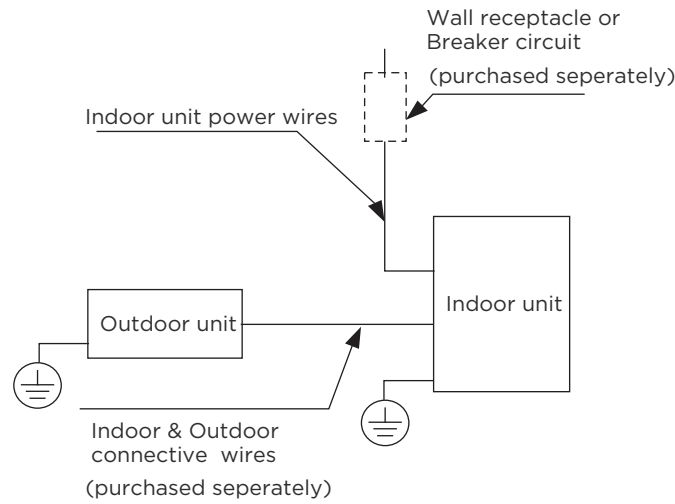 Wall receptacle or
Breaker circuit
(purchased seperately)
Indoor unit power wires
Indoor unit
Outdoor unit
Indoor & Outdoor
connective wires
(purchased seperately)